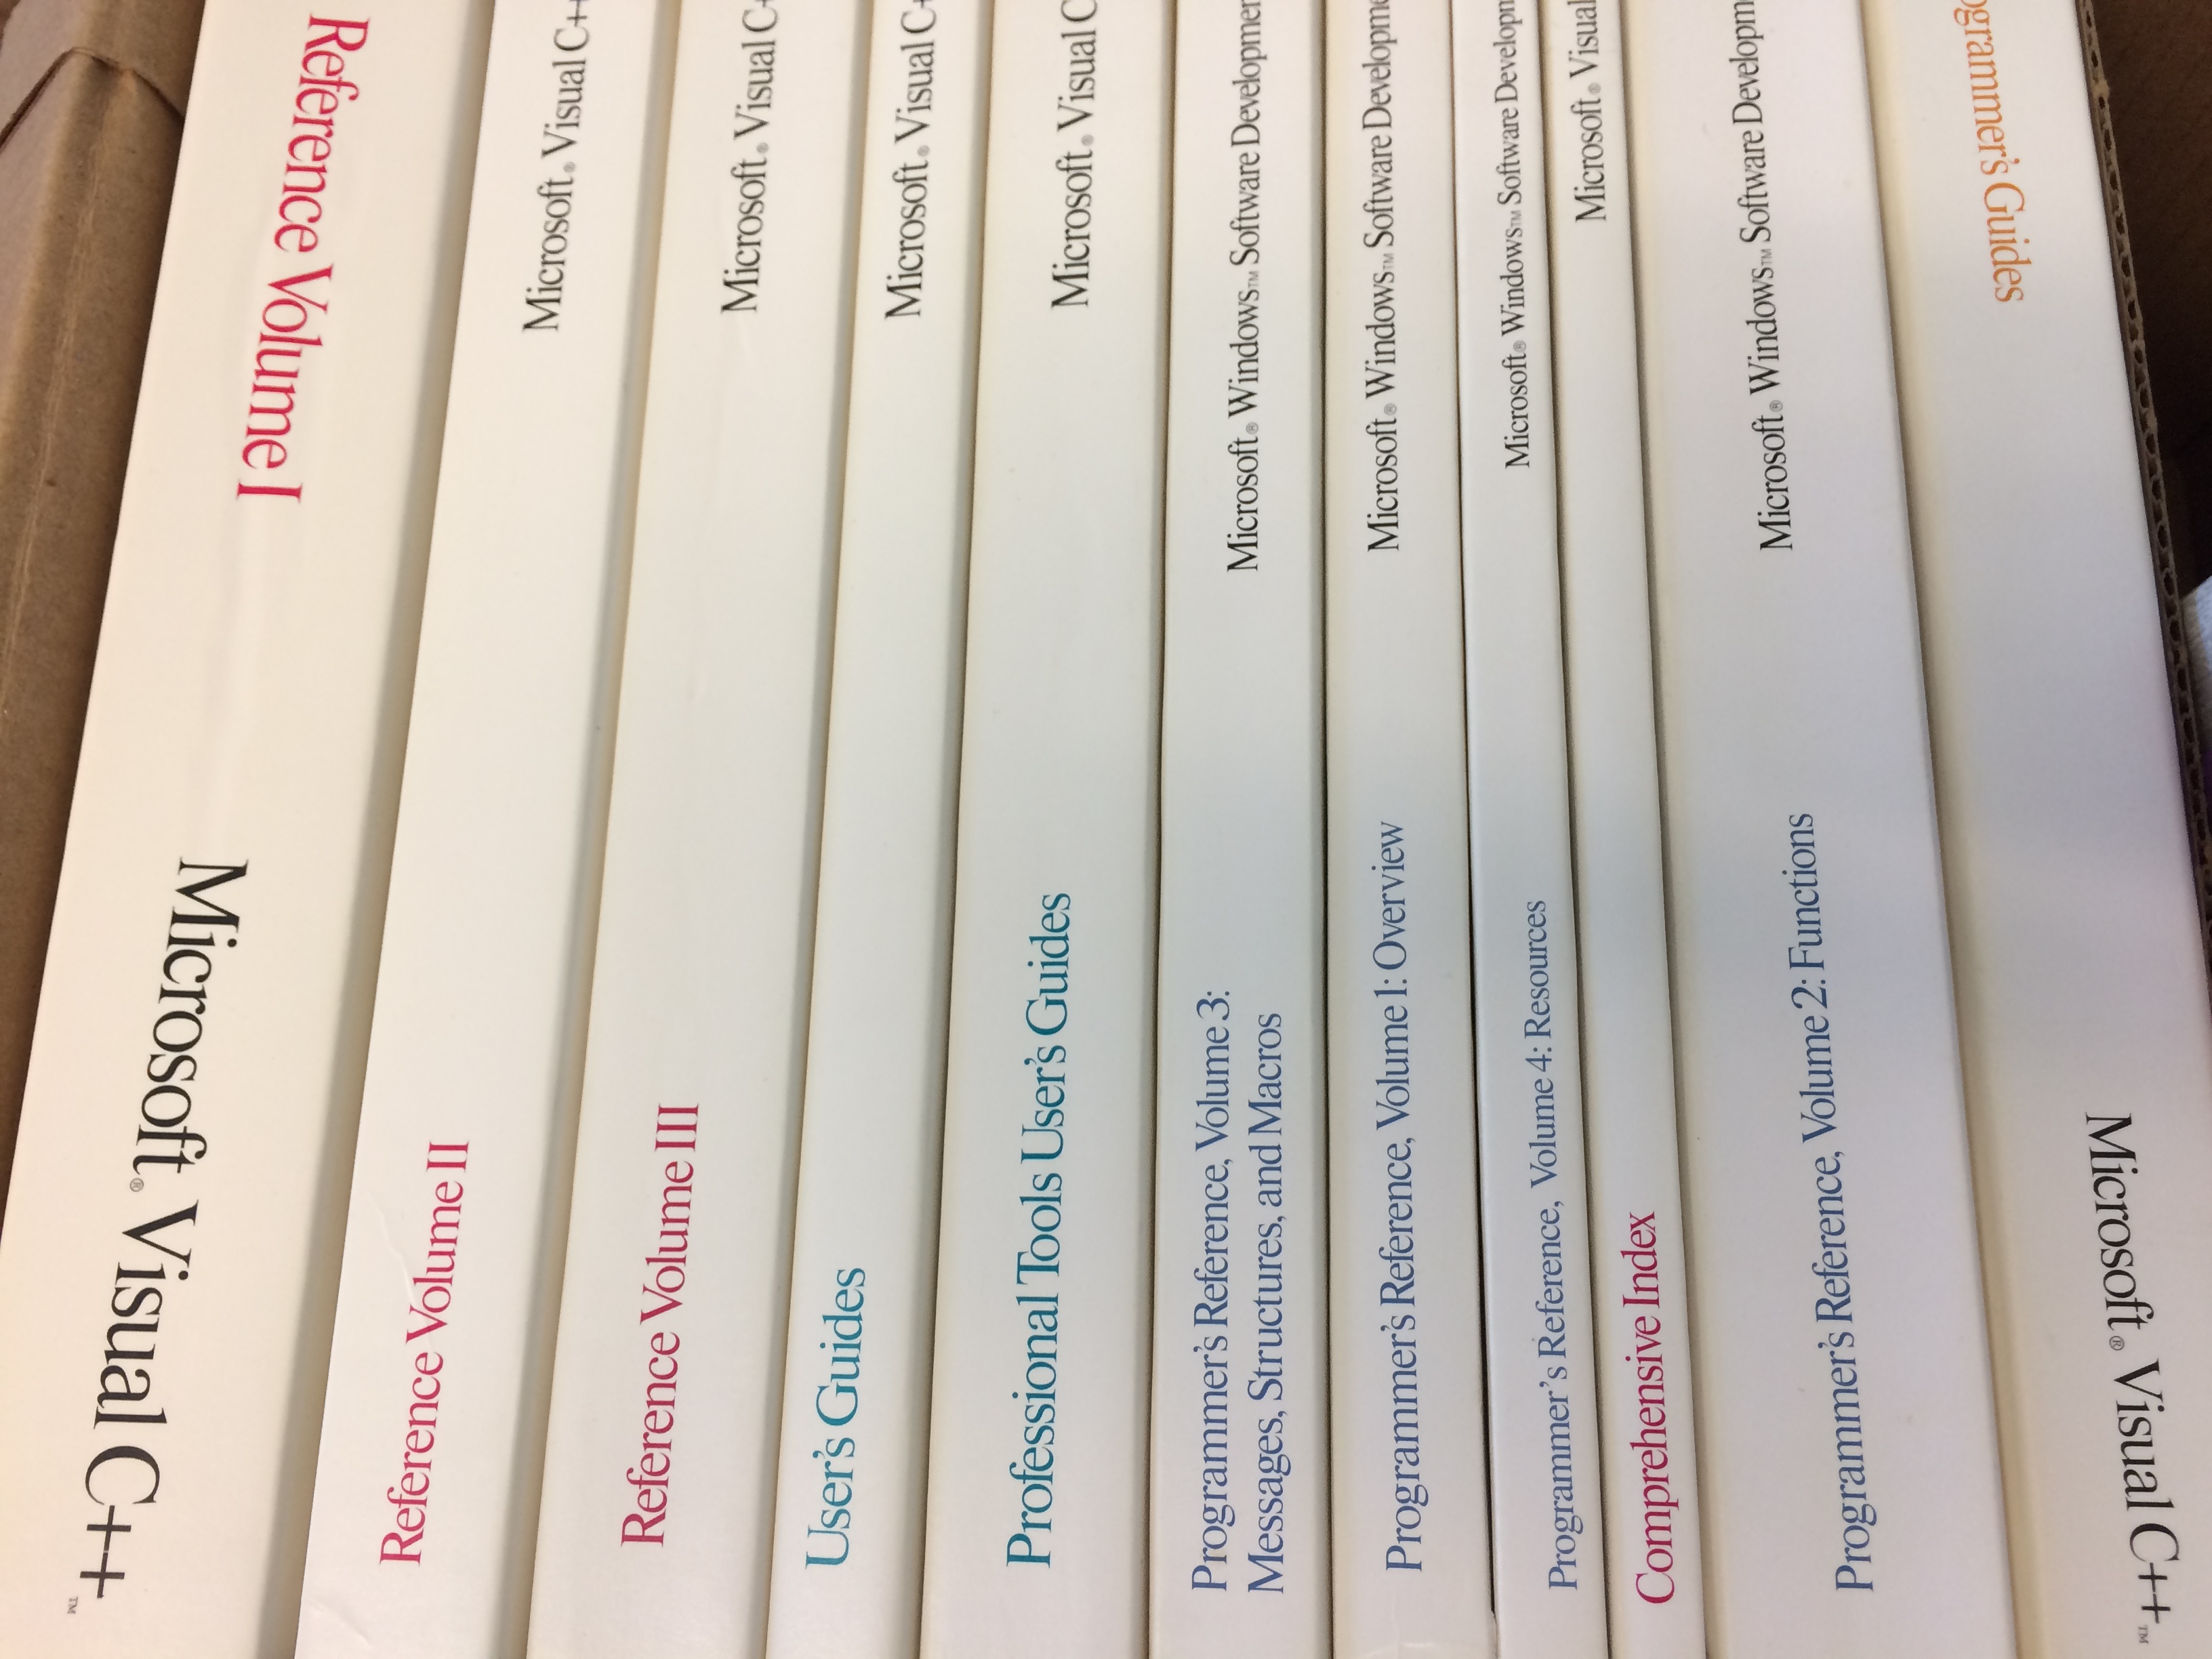 Microsoft® Visual C++™
grammer's Guides
Programmer's Reference, Volume 2: Functions
Microsoft® Windows™ Software Developm
Comprehensive Index
Microsoft® Visual
Programmer's Reference, Volume 4: Resources
Microsoft® Windows™ Software Developm
Programmer's Reference, Volume 1: Overview
Microsoft® Windows™ Software Developme
Programmer's Reference, Volume 3:
Messages, Structures, and Macros
Microsoft® Windows™ Software Developmen
Professional Tools User's Guides
Microsoft® Visual C
User's Guides
Microsoft® Visual C+
Reference Volume III
Microsoft® Visual C+
Reference Volume II
Microsoft® Visual C++
Microsoft® Visual C++™
Reference Volume I